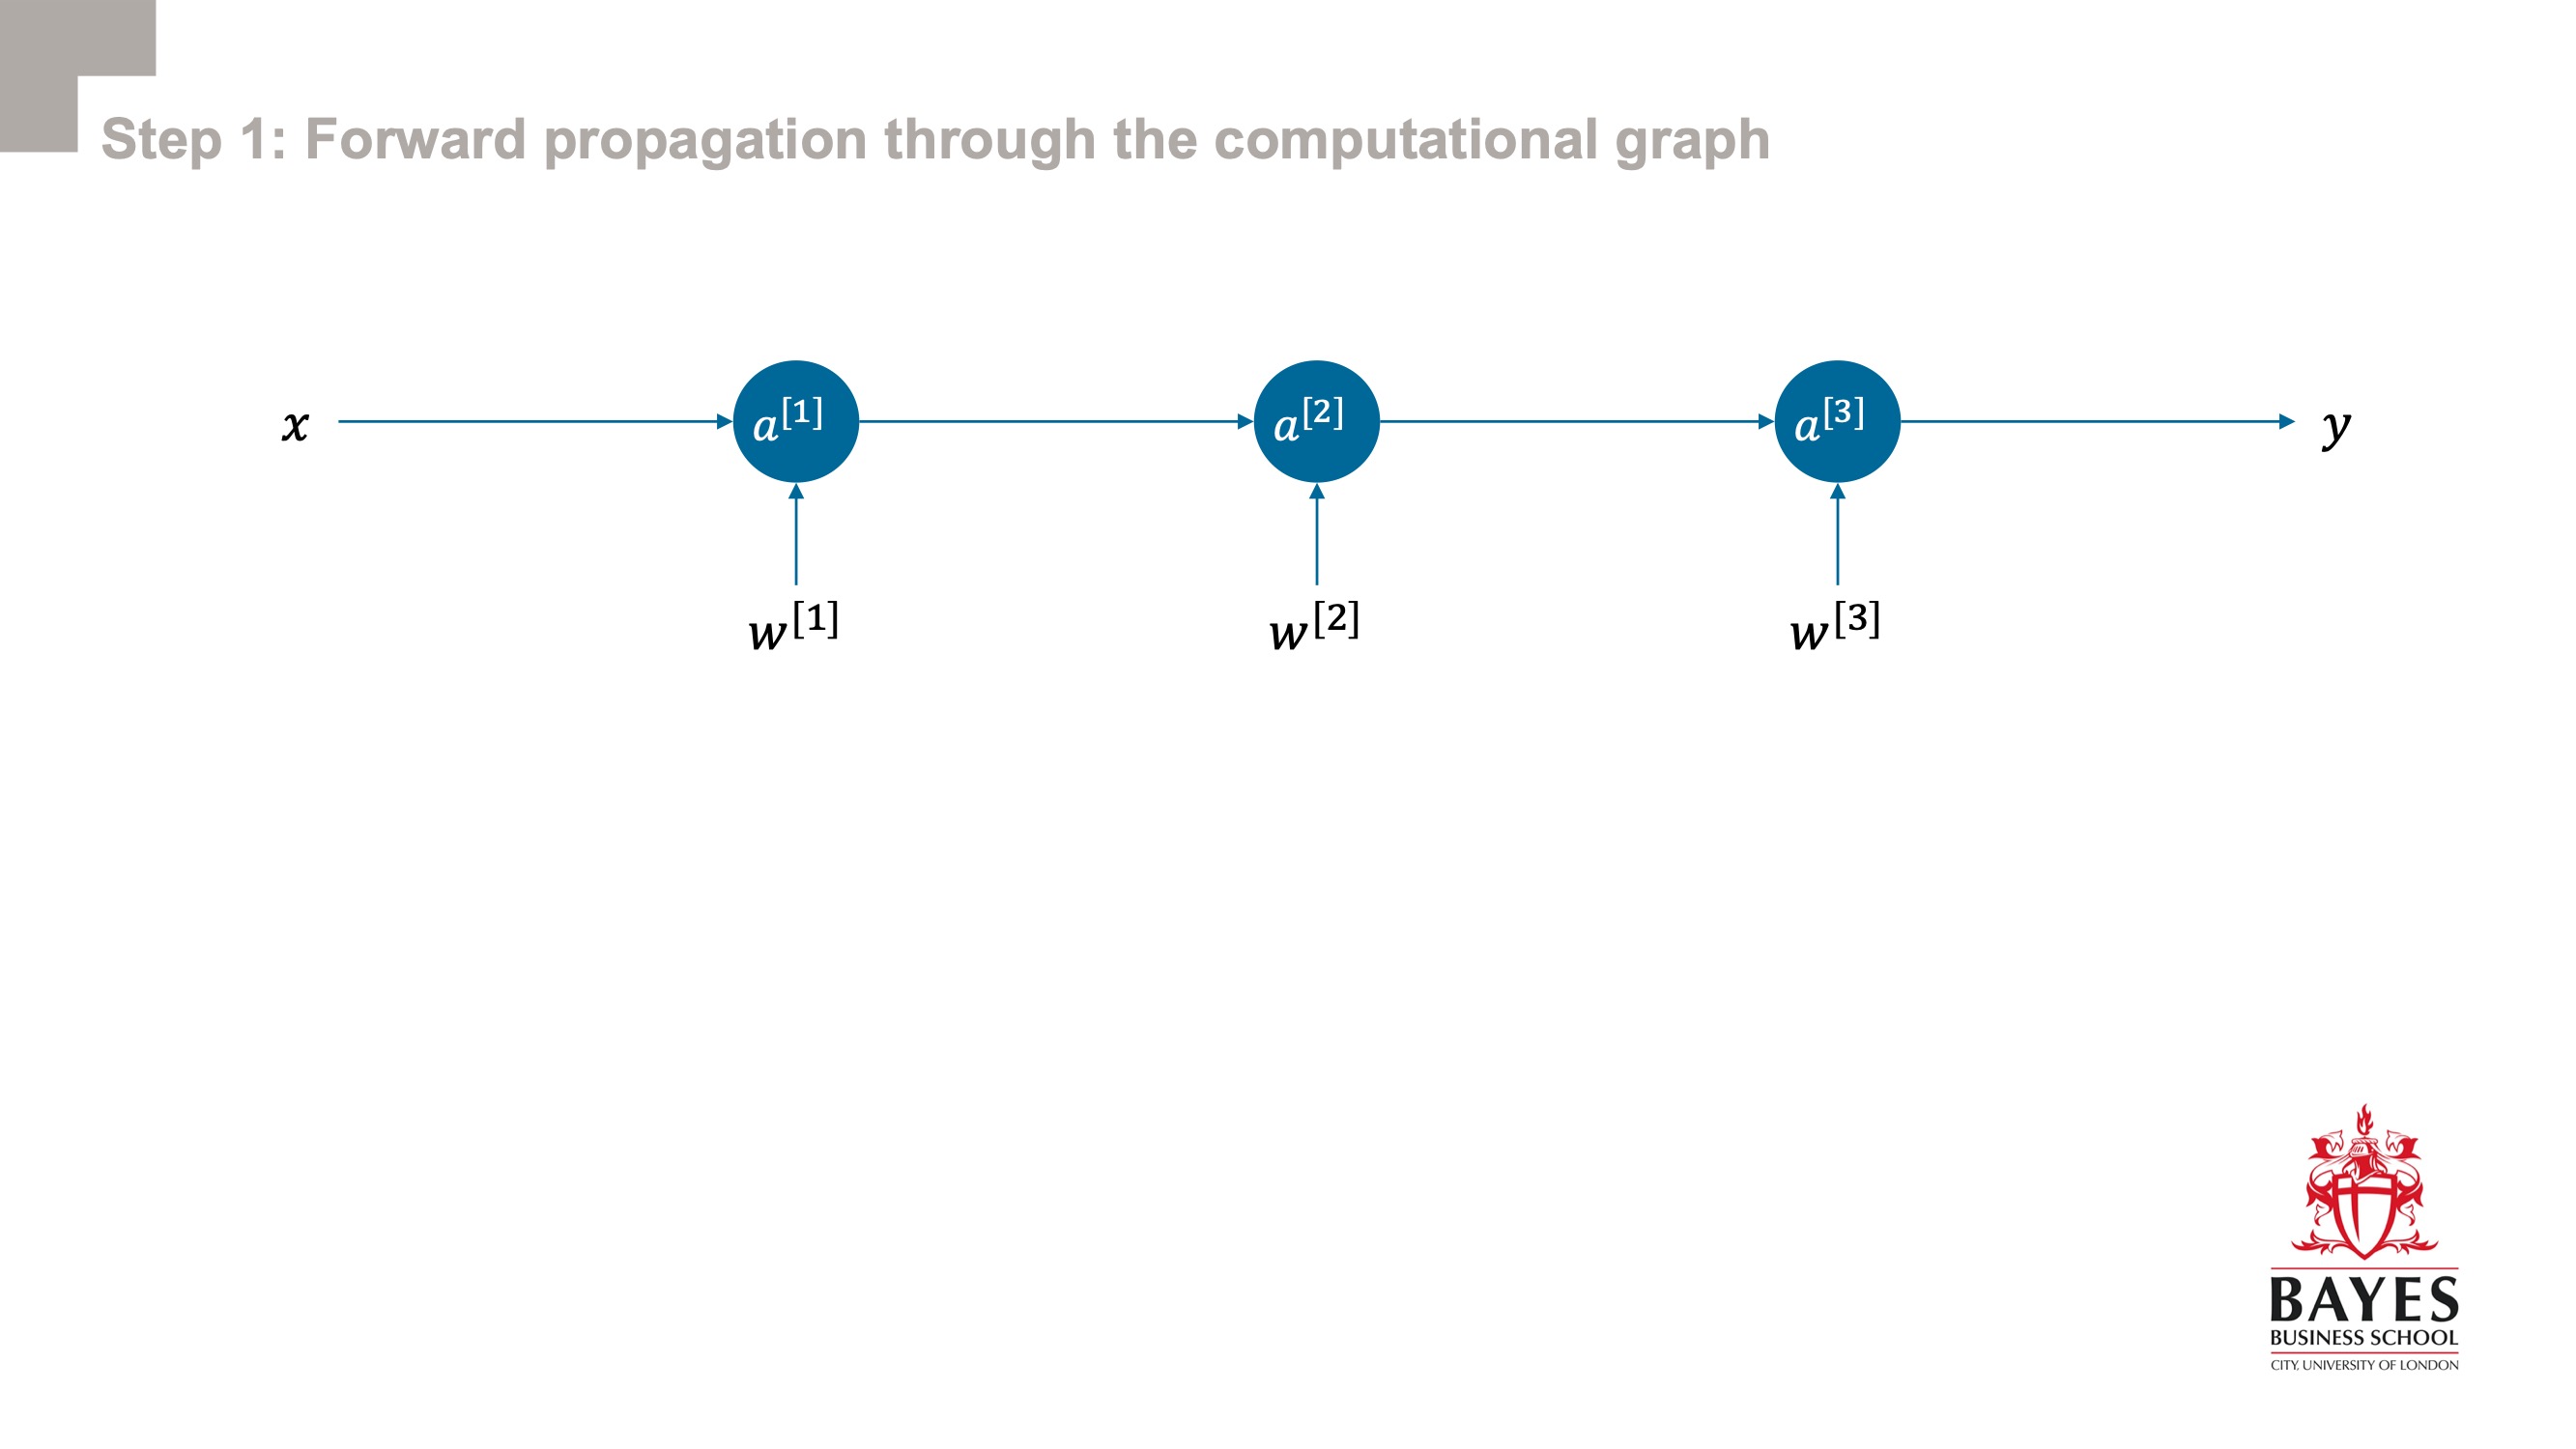 Step 1: Forward propagation through the computational graph
x a[1] a[2] a[3] y
w[1] w[2] w[3]
BAYES
BUSINESS SCHOOL
CITY, UNIVERSITY OF LONDON